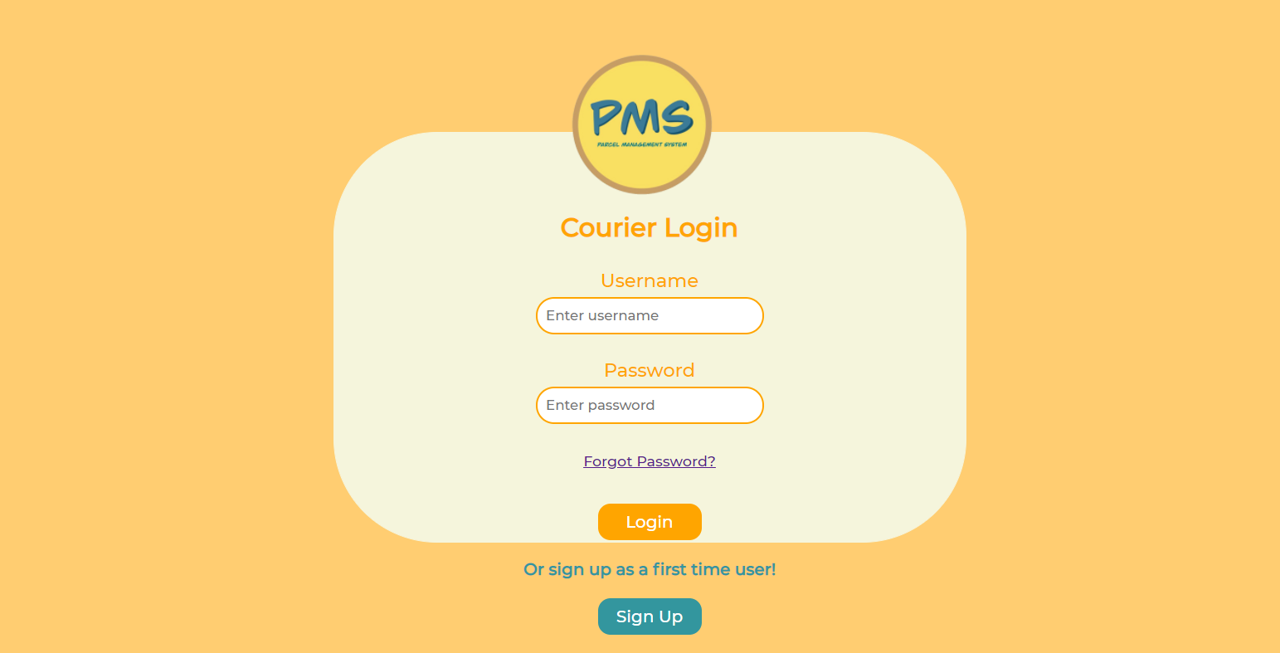 PMS
PARCEL MANAGEMENT SYSTEM
Courier Login
Username
Enter username
Password
Enter password
Forgot Password?
Login
Or sign up as a first time user!
Sign Up